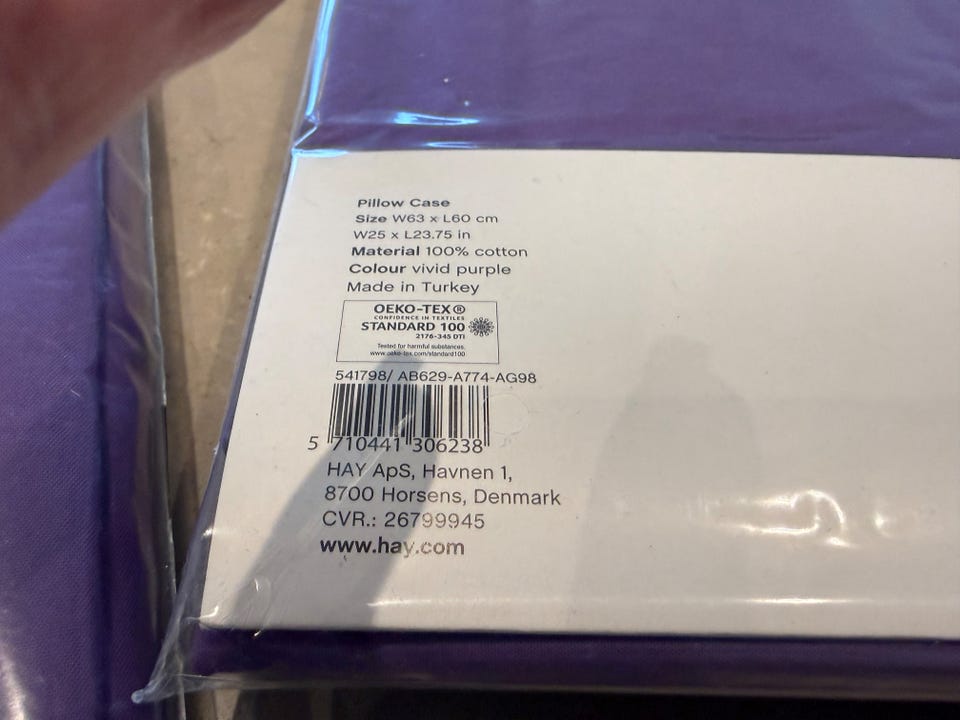 Pillow Case
Size W63 x L60 cm
W25 x L23.75 in
Material 100% cotton
Colour vivid purple
Made in Turkey
OEKO-TEX®
CONFIDENCE IN TEXTILES
STANDARD 100
2176-345 DTI
Tested for harmful substances.
www.oeko-tex.com/standard100
541798/ AB629-A774-AG98
5 710441 306238
HAY ApS, Havnen 1,
8700 Horsens, Denmark
CVR.: 26799945
www.hay.com